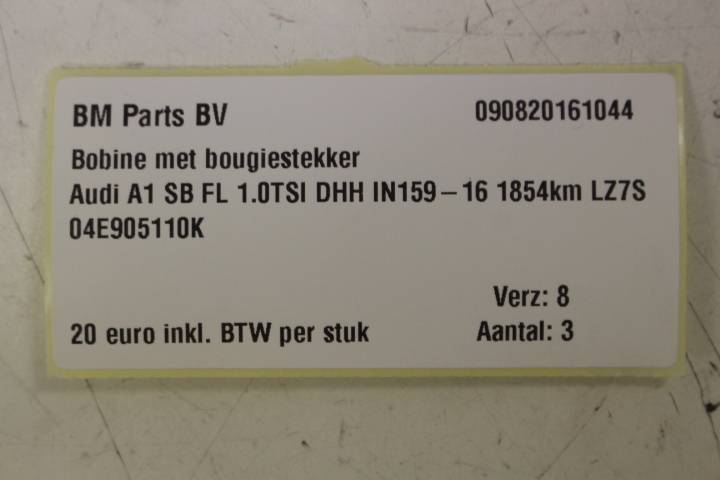 BM Parts BV 090820161044
Bobine met bougiestekker
Audi A1 SB FL 1.0TSI DHH IN159-16 1854km LZ7S
04E905110K
Verz: 8
20 euro inkl. BTW per stuk Aantal: 3